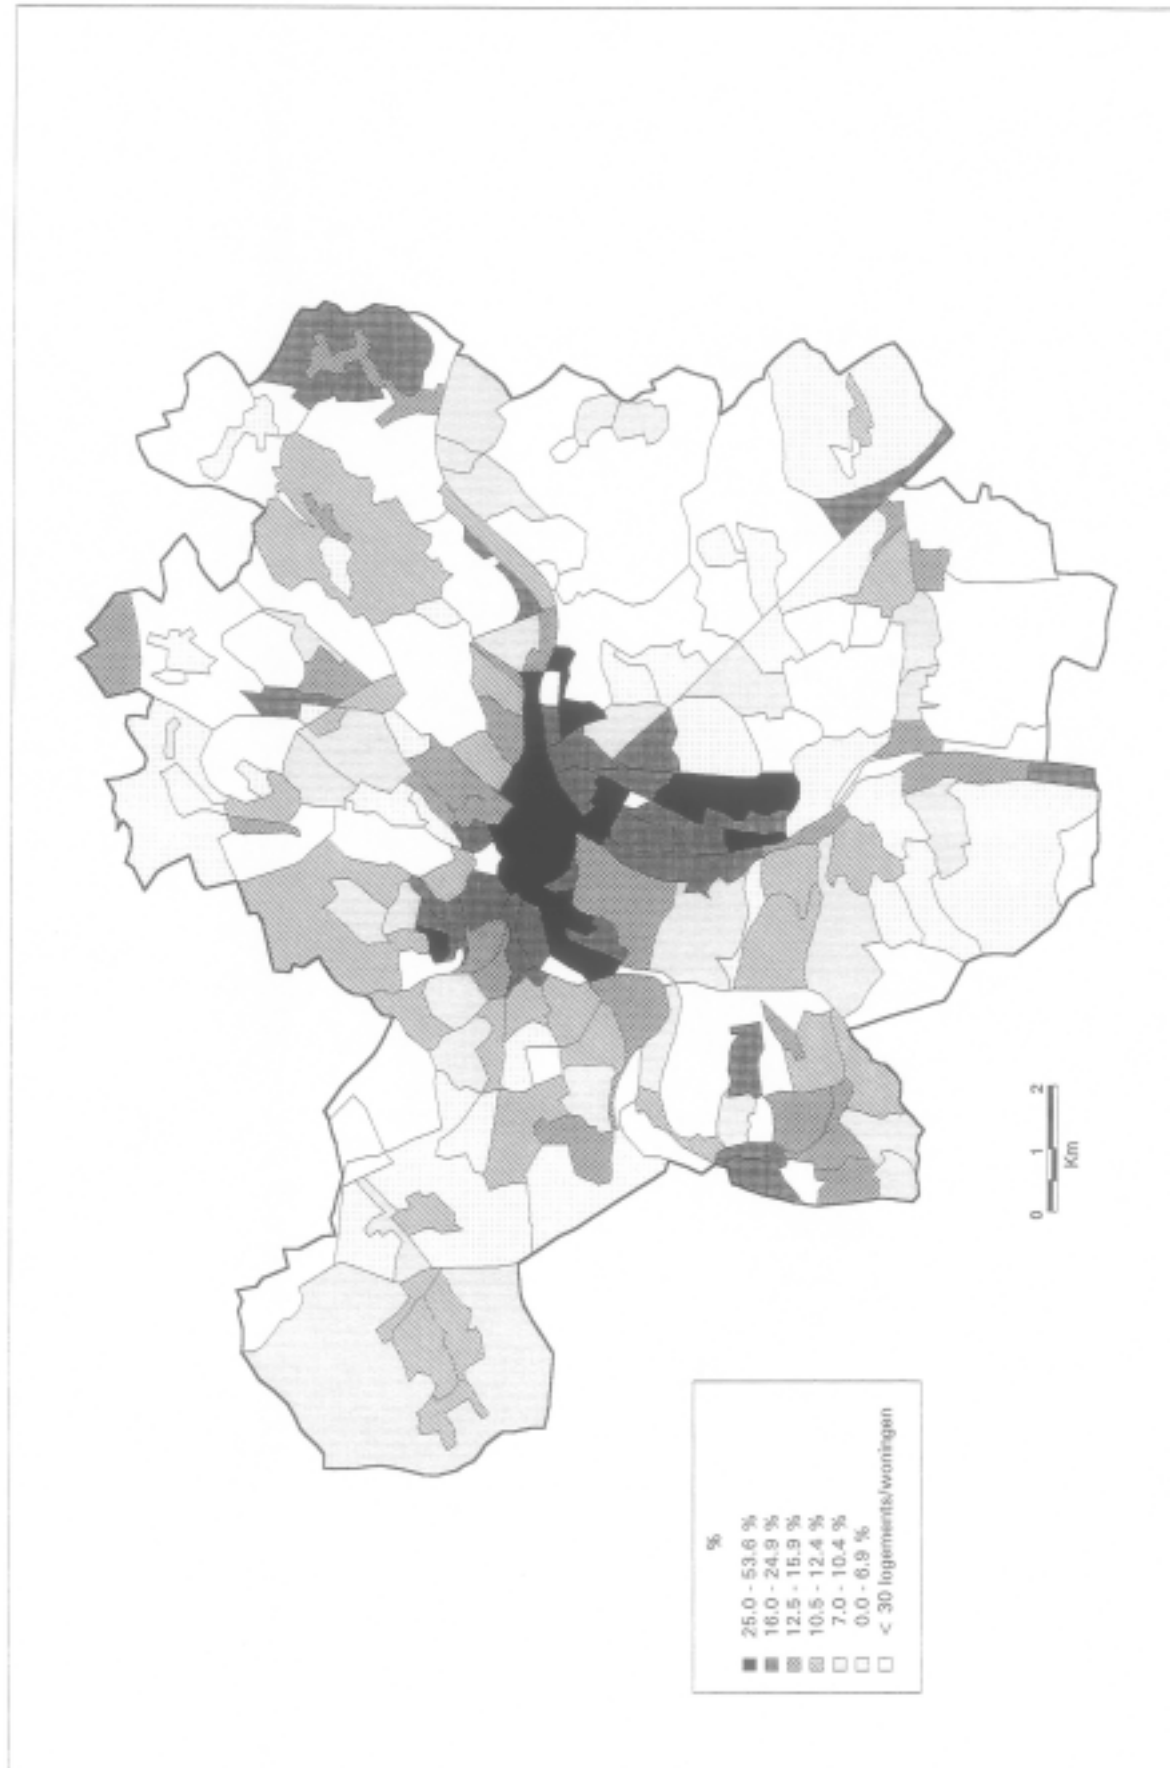 %
25.0 - 53.6 %
16.0 - 24.9 %
12.5 - 15.9 %
10.5 - 12.4 %
7.0 - 10.4 %
0.0 - 6.9 %
< 30 logements/woningen
0 1 2
Km